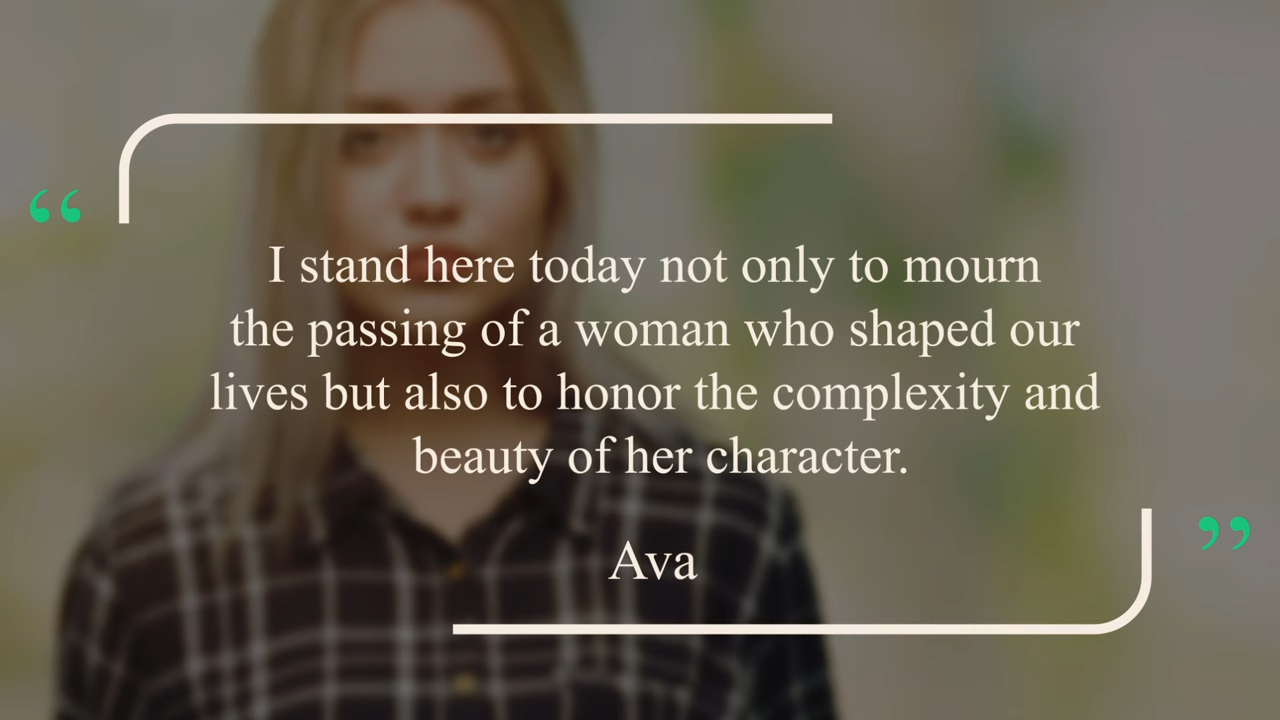 “
I stand here today not only to mourn
the passing of a woman who shaped our
lives but also to honor the complexity and
beauty of her character.
”
Ava